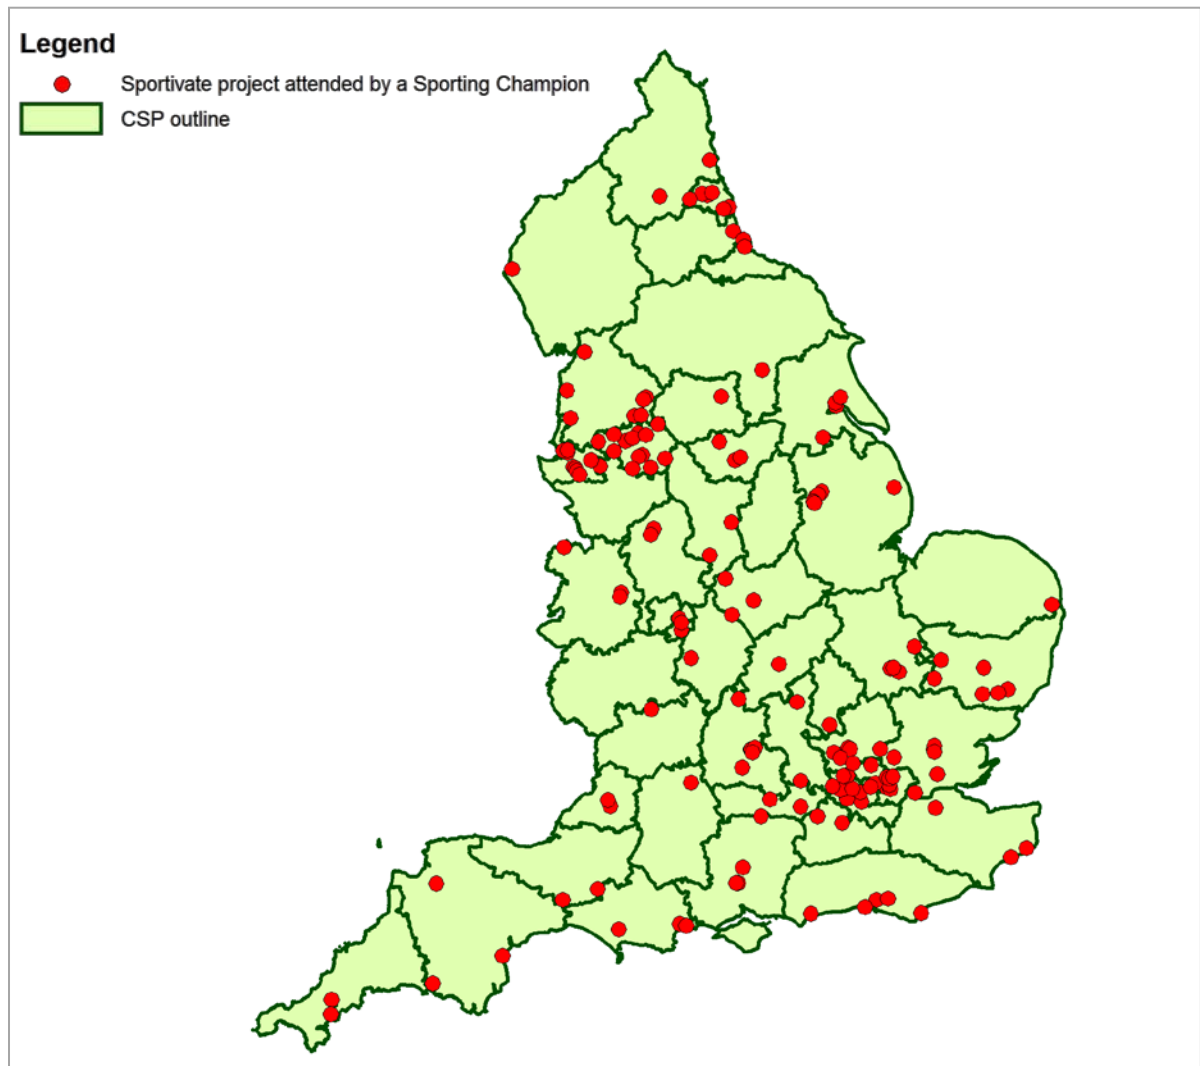 Legend
Sportivate project attended by a Sporting Champion
CSP outline